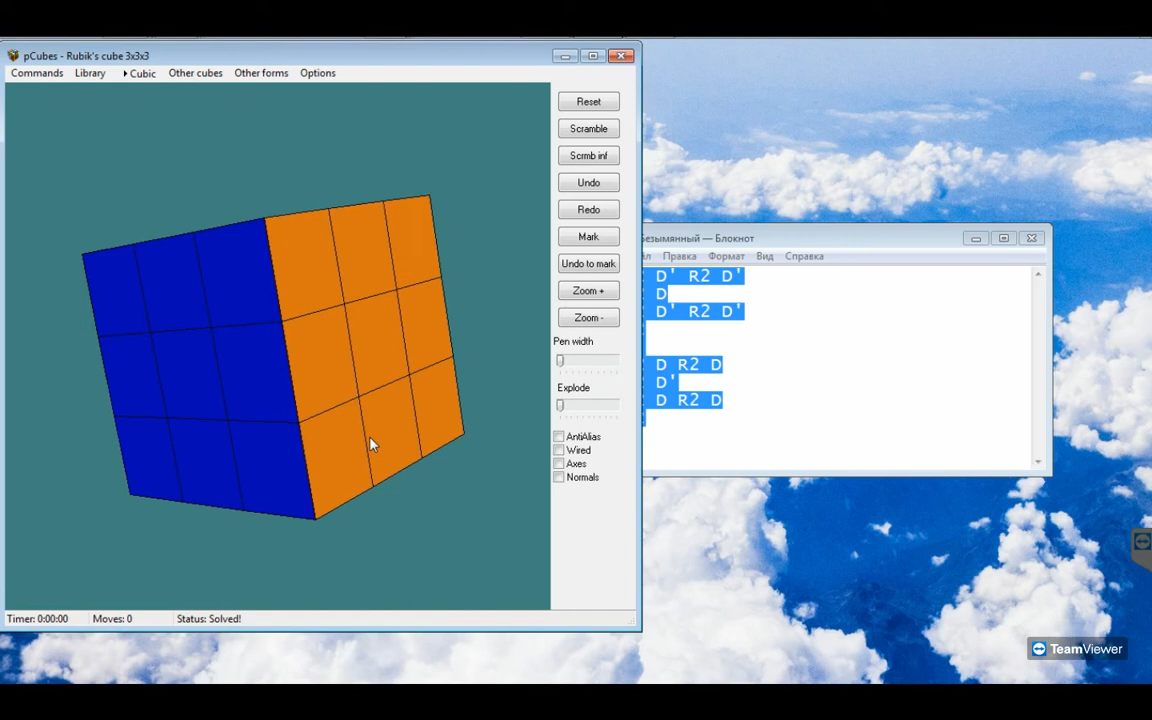 pCubes - Rubik's cube 3x3x3
Commands Library Cubic Other cubes Other forms Options
Reset
Scramble
Scrmb inf
Undo
Redo
Mark
Undo to mark
Zoom +
Zoom -
Pen width
Explode
AntiAlias
Wired
Axes
Normals
Timer: 0:00:00 Moves: 0 Status: Solved!
Безымянный — Блокнот
Правка Формат Вид Справка
D' R2 D'
D
D' R2 D'
D R2 D
D'
D R2 D
TeamViewer